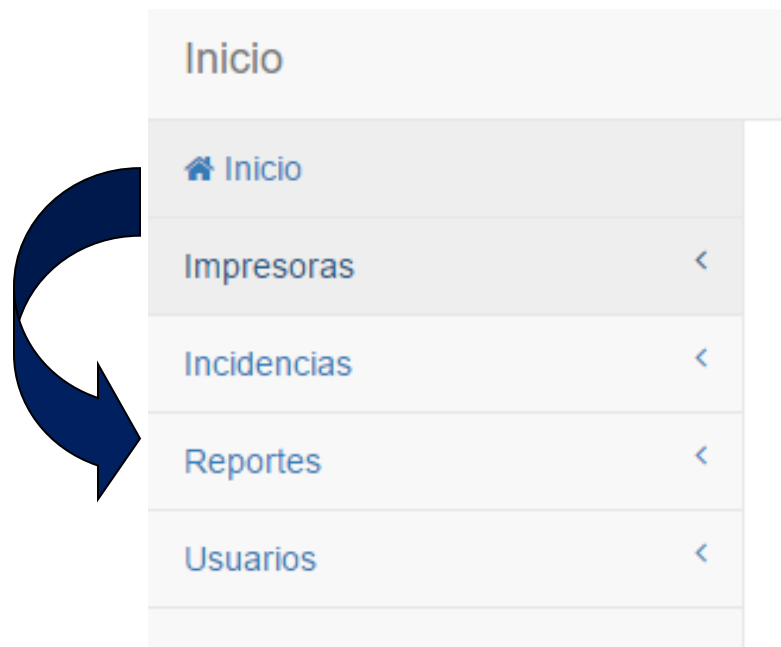 Inicio
Inicio
Impresoras
Incidencias
Reportes
Usuarios